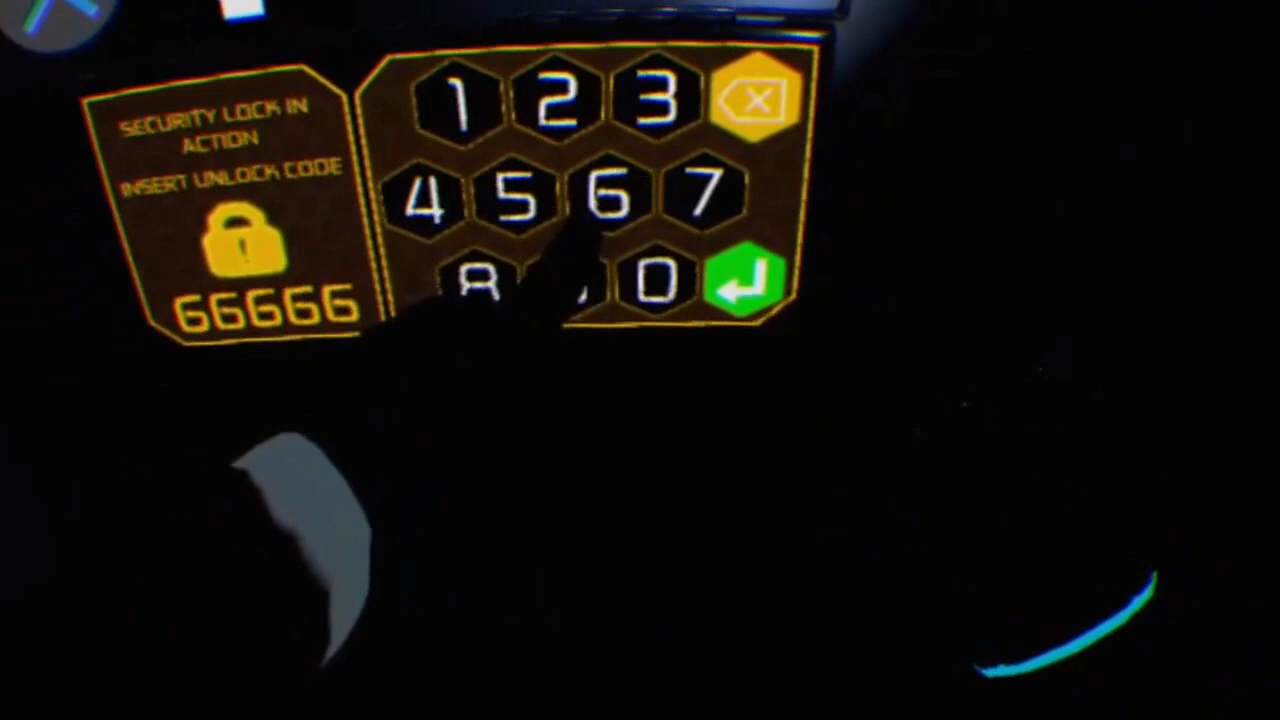 SECURITY LOCK IN
ACTION
INSERT UNLOCK CODE
66666
1 2 3
4 5 6 7
8 0